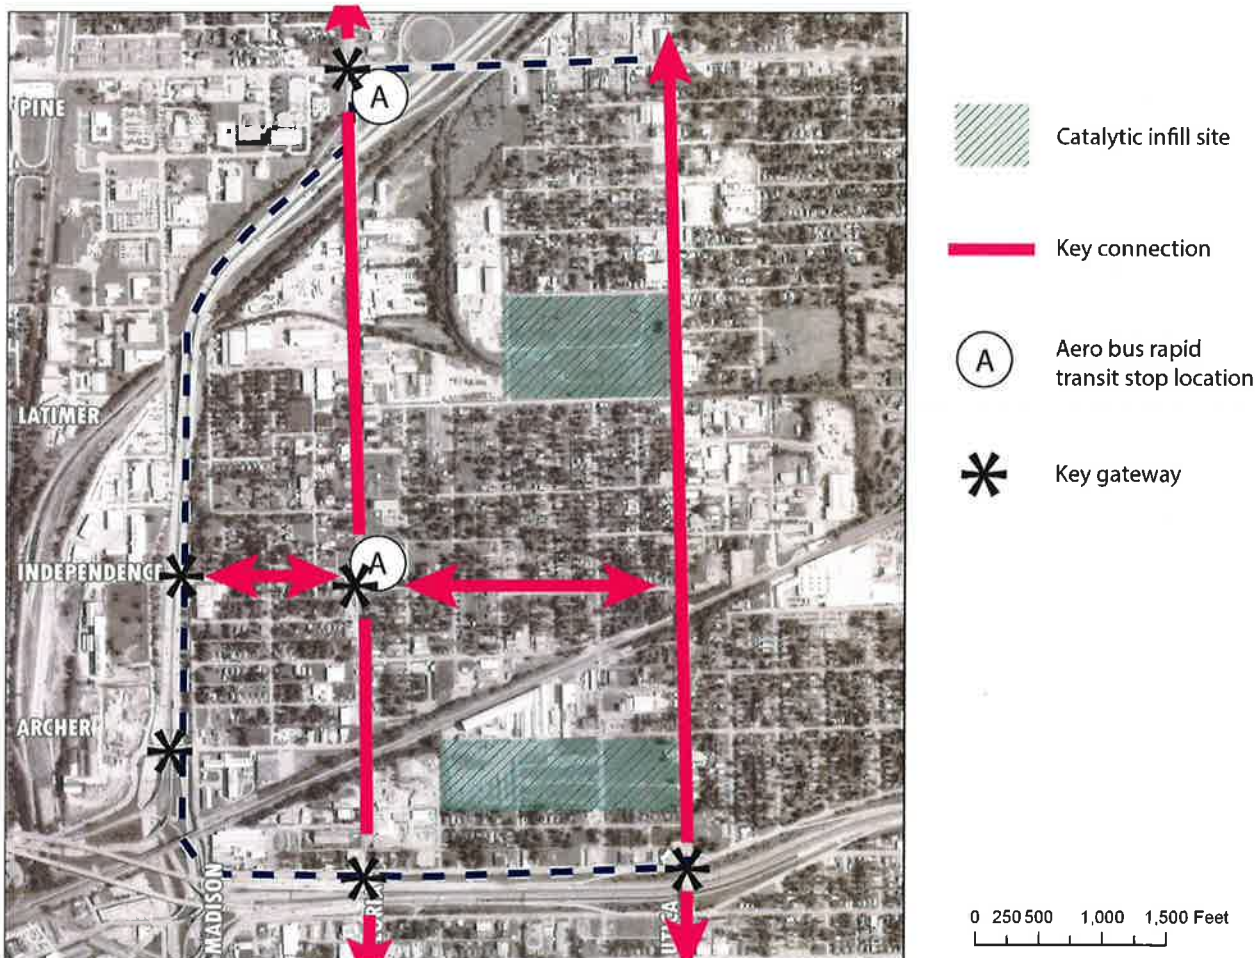 A
PINE
Catalytic infill site
Key connection
LATIMER
A
Aero bus rapid
transit stop location
Key gateway
A
INDEPENDENCE
ARCHER
MADISON
0 250 500 1,000 1,500 Feet